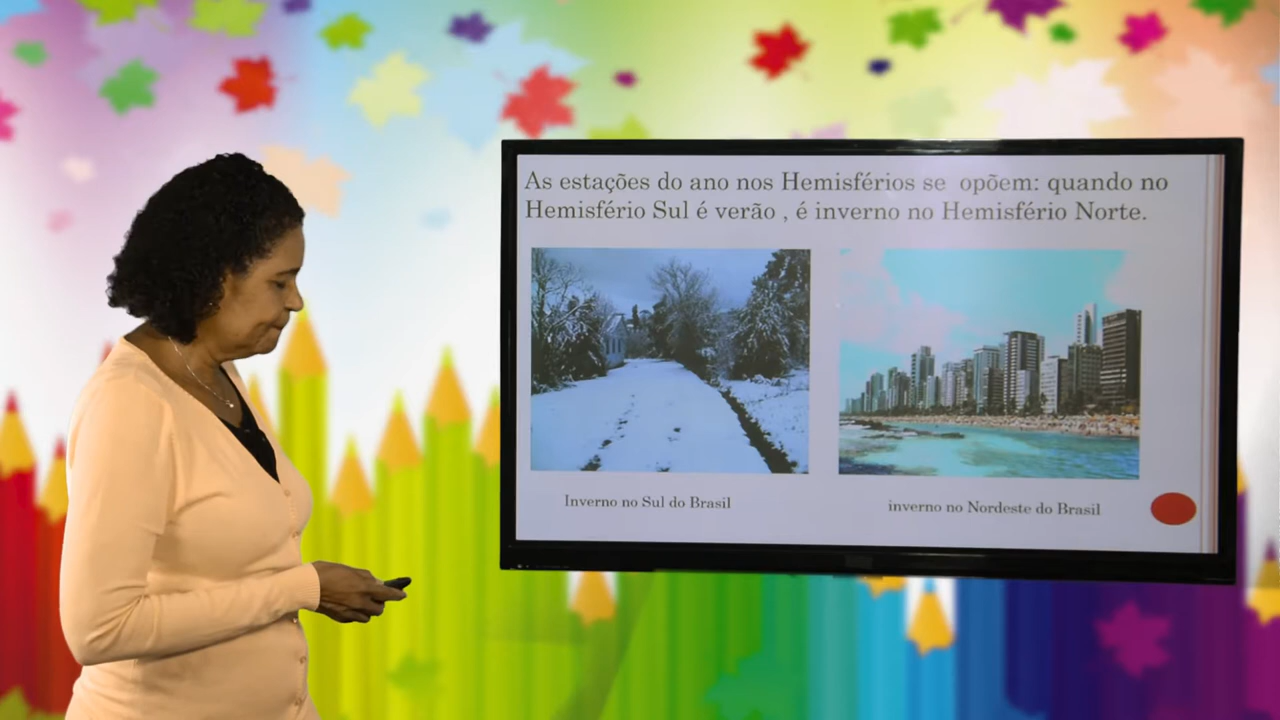 As estações do ano nos Hemisférios se opõem: quando no
Hemisfério Sul é verão , é inverno no Hemisfério Norte.
Inverno no Sul do Brasil
inverno no Nordeste do Brasil